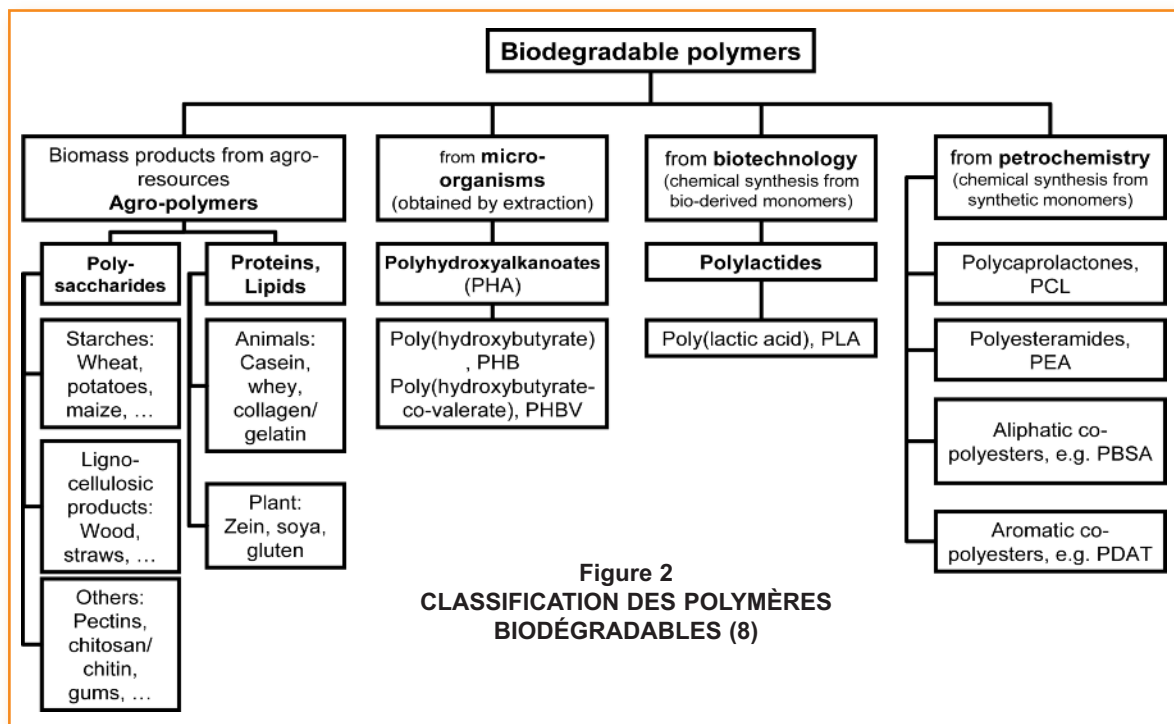 Biodegradable polymers
Biomass products from agro-
resources
Agro-polymers
from micro-
organisms
(obtained by extraction)
from biotechnology
(chemical synthesis from
bio-derived monomers)
from petrochemistry
(chemical synthesis from
synthetic monomers)
Poly-
saccharides
Proteins,
Lipids
Polyhydroxyalkanoates
(PHA)
Polylactides
Polycaprolactones,
PCL
Starches:
Wheat,
potatoes,
maize, …
Animals:
Casein,
whey,
collagen/
gelatin
Poly(hydroxybutyrate)
, PHB
Poly(hydroxybutyrate-
co-valerate), PHBV
Poly(lactic acid), PLA
Polyesteramides,
PEA
Ligno-
cellulosic
products:
Wood,
straws, …
Plant:
Zein, soya,
gluten
Aliphatic co-
polyesters, e.g. PBSA
Aromatic co-
polyesters, e.g. PDAT
Others:
Pectins,
chitosan/
chitin,
gums, …
Figure 2
CLASSIFICATION DES POLYMÈRES
BIODÉGRADABLES (8)